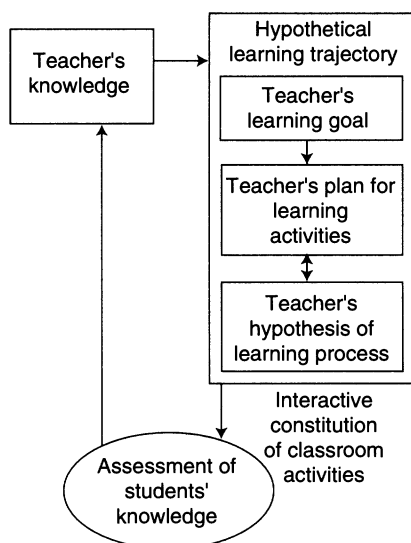 Teacher's
knowledge
Hypothetical
learning trajectory
Teacher's
learning goal
Teacher's plan for
learning
activities
Teacher's
hypothesis of
learning process
Interactive
constitution
of classroom
activities
Assessment of
students'
knowledge